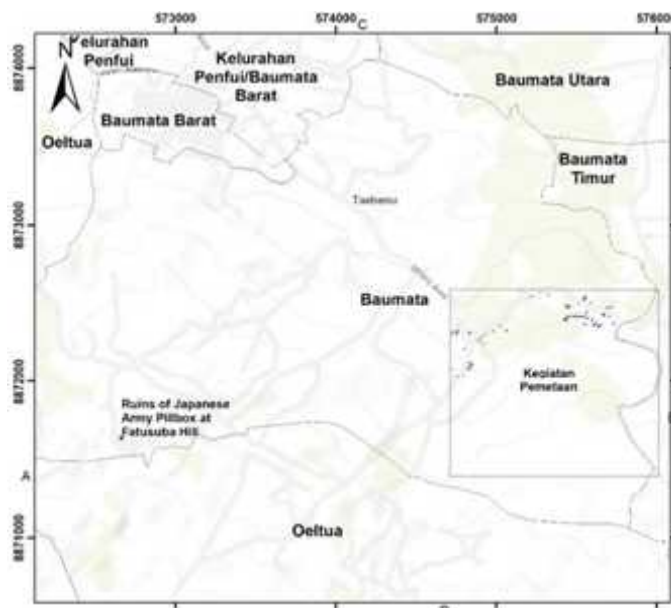 573000
574000
C
575000
576000
N
Kelurahan
Penfui
Kelurahan
Penfui/Baumata
Barat
Baumata Utara
Baumata Barat
Oeltua
Baumata
Timur
8874000
8873000
8872000
8871000
Taebenu
Baumata
Kegiatan
Pemetaan
Ruins of Japanese
Army Pillbox at
Fatusuba Hill
Oeltua